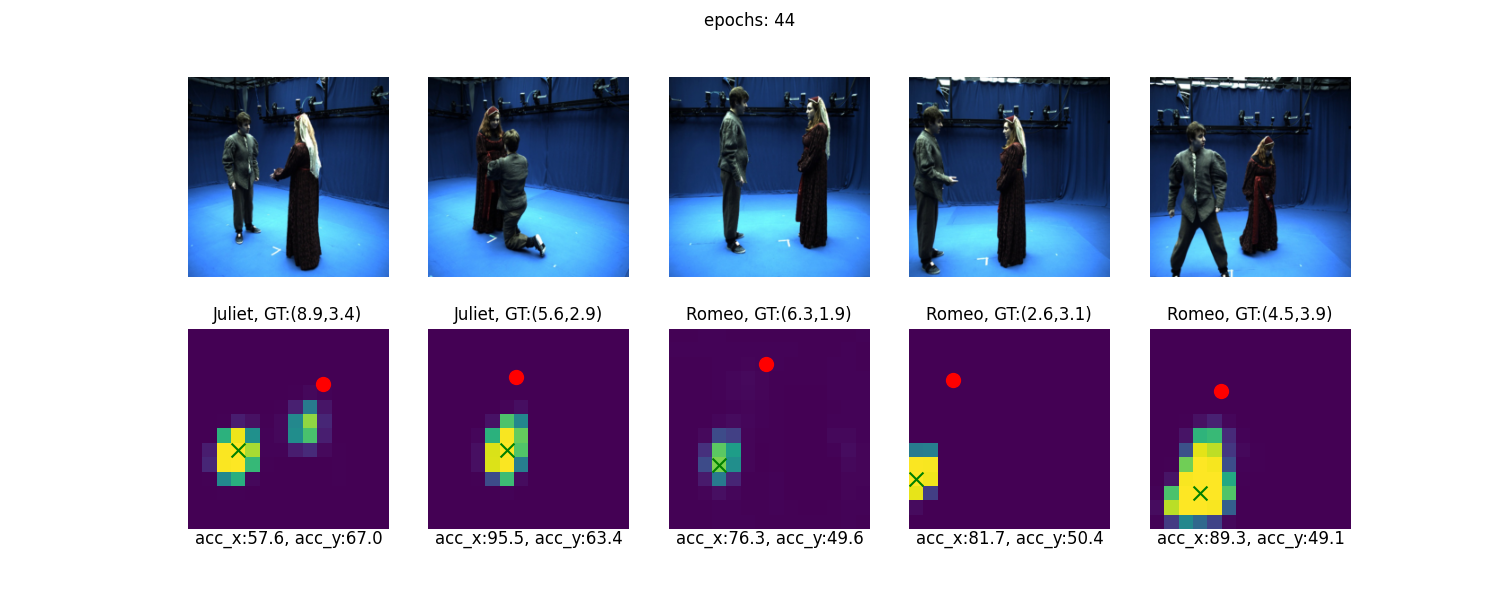 epochs: 44
Juliet, GT:(8.9,3.4)
Juliet, GT:(5.6,2.9)
Romeo, GT:(6.3,1.9)
Romeo, GT:(2.6,3.1)
Romeo, GT:(4.5,3.9)
acc_x:57.6, acc_y:67.0
acc_x:95.5, acc_y:63.4
acc_x:76.3, acc_y:49.6
acc_x:81.7, acc_y:50.4
acc_x:89.3, acc_y:49.1